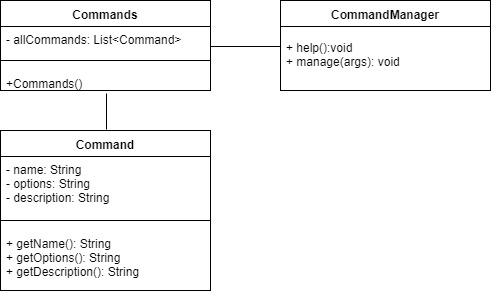 Commands
- allCommands: List<Command>
+Commands()
CommandManager
+ help():void
+ manage(args): void
Command
- name: String
- options: String
- description: String
+ getName(): String
+ getOptions(): String
+ getDescription(): String